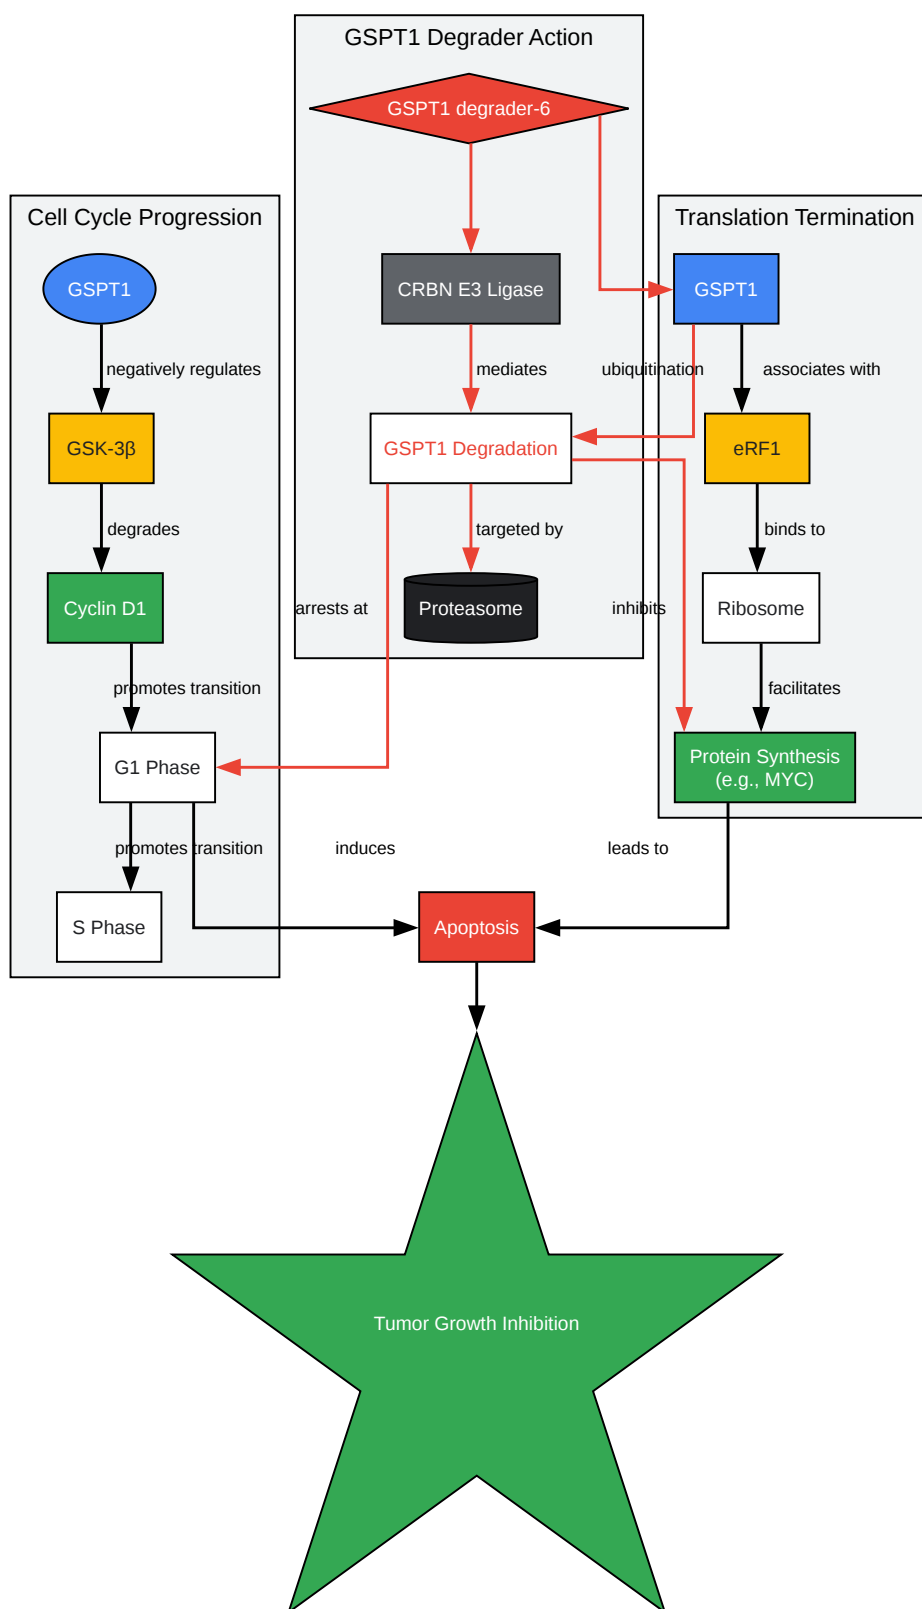 GSPT1 Degrader Action
GSPT1 degrader-6
Cell Cycle Progression
Translation Termination
GSPT1
CRBN E3 Ligase
GSPT1
negatively regulates
mediates
ubiquitination
associates with
GSK-3β
GSPT1 Degradation
eRF1
degrades
targeted by
binds to
Cyclin D1
arrests at
Proteasome
inhibits
Ribosome
promotes transition
facilitates
G1 Phase
Protein Synthesis
(e.g., MYC)
promotes transition
induces
leads to
S Phase
Apoptosis
Tumor Growth Inhibition